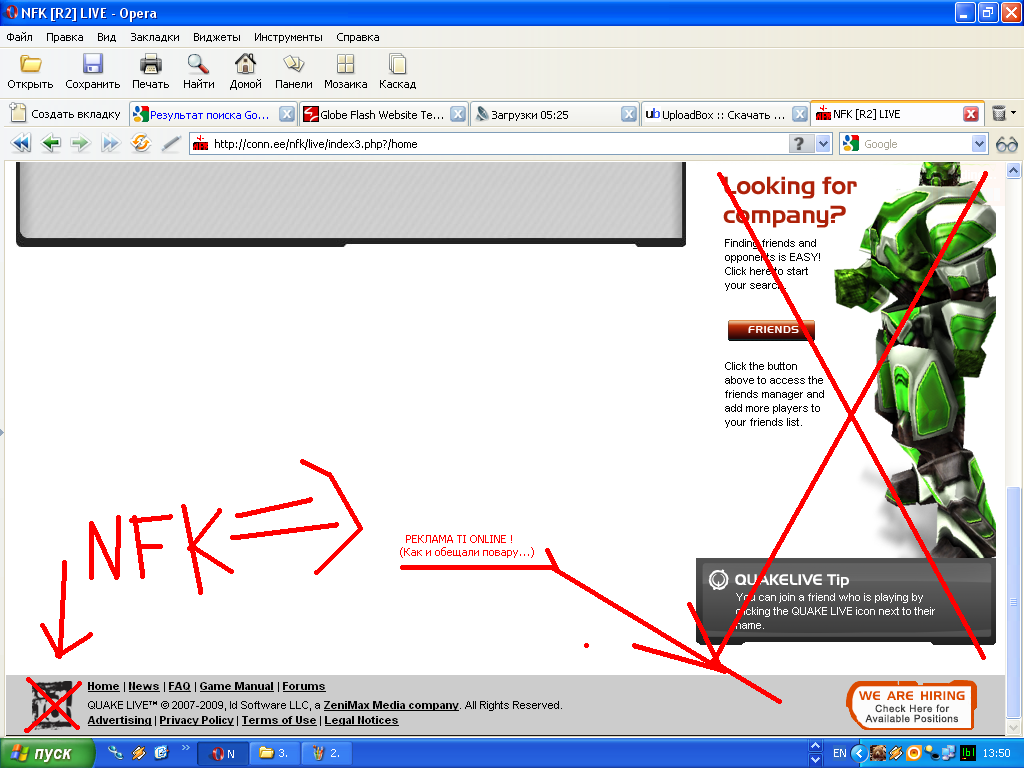 NFK [R2] LIVE - Opera
Файл Правка Вид Закладки Виджеты Инструменты Справка
Открыть Сохранить Печать Найти Домой Панели Мозаика Каскад
Создать вкладку Результат поиска Go... Globe Flash Website Te... Загрузки 05:25 ub UploadBox :: Скачать ... NFK [R2] LIVE
http://conn.ee/nfk/live/index3.php?/home ? Google
Looking for
company?
Finding friends and
opponents is EASY!
Click here to start
your search.
FRIENDS
Click the button
above to access the
friends manager and
add more players to
your friends list.
NFK
РЕКЛАМА TI ONLINE !
(Как и обещали повару...)
QUAKELIVE Tip
You can join a friend who is playing by
clicking the QUAKE LIVE icon next to their
name.
Home | News | FAQ | Game Manual | Forums
QUAKE LIVE™ © 2007-2009, Id Software LLC, a ZeniMax Media company. All Rights Reserved.
Advertising | Privacy Policy | Terms of Use | Legal Notices
WE ARE HIRING
Check Here for
Available Positions
пуск N 3. 2. EN 13:50